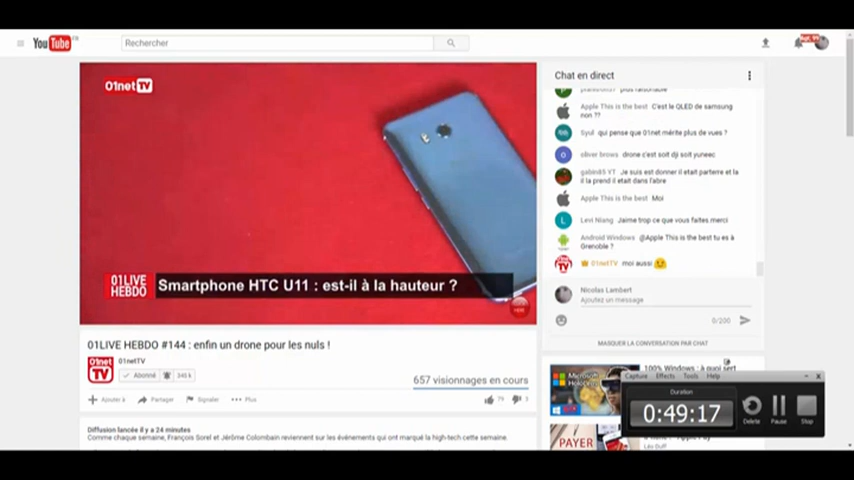 YouTube
Rechercher
01net TV
01LIVE
HEBDO
Smartphone HTC U11 : est-il à la hauteur ?
Chat en direct
Apple This is the best C'est le QLED de samsung
non ??
Syul qui pense que 01net mérite plus de vues ?
oliver brows drone c'est soit dji soit yuneec
gabin85 YT Je suis est donner il etait parterre et la
il la prend il etait dans l'abre
Apple This is the best Moi
Levi Niang Jaime trop ce que vous faites merci
Android Windows @Apple This is the best tu es à
Grenoble ?
01netTV moi aussi
Nicolas Lambert
Ajoutez un message
0/200
MASQUER LA CONVERSATION PAR CHAT
01LIVE HEBDO #144 : enfin un drone pour les nuls !
01net
TV
01netTV
Abonné
657 visionnages en cours
Ajouter à
Partager
Signaler
Plus
Diffusion lancée il y a 24 minutes
Comme chaque semaine, François Sorel et Jérôme Colombain reviennent sur les événements qui ont marqué la high-tech cette semaine.
100% Windows : à quoi sert
Microsoft
PAYER
Capture Effects Tools Help
Duration
0:49:17
Delete
Pause
Stop